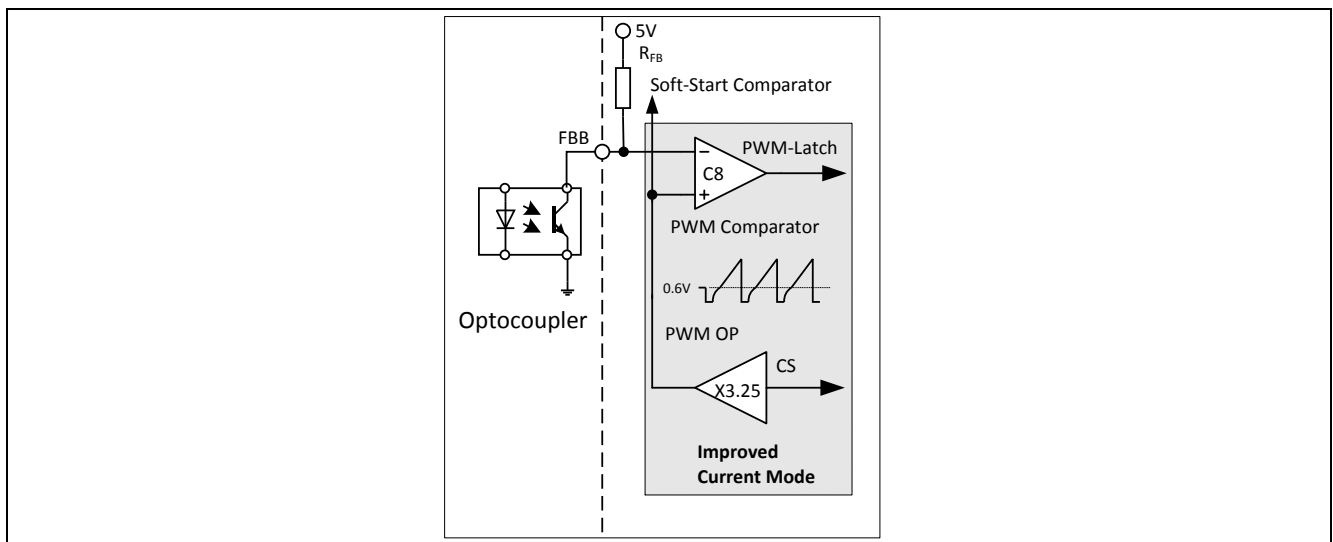 5V
RFB
Soft-Start Comparator
FBB
PWM-Latch
−
C8
+
PWM Comparator
0.6V
Optocoupler
PWM OP
CS
X3.25
Improved
Current Mode